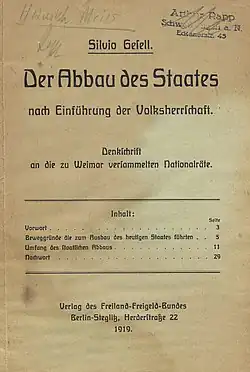 Silvio Gesell.
Der Abbau des Staates
nach Einführung der Volksherrschaft.
Denkschrift
an die zu Weimar versammelten Nationalräte.
Inhalt:
Seite
Vorwort . . . . . . . . . . . . . . . . . . 3
Beweggründe die zum Ausbau des heutigen Staates führten . . 5
Umfang des staatlichen Abbaus . . . . . . . . . . 11
Nachwort . . . . . . . . . . . . . . . . . 29
Verlag des Freiland-Freigeld-Bundes
Berlin-Steglitz, Herderstraße 22
1919.